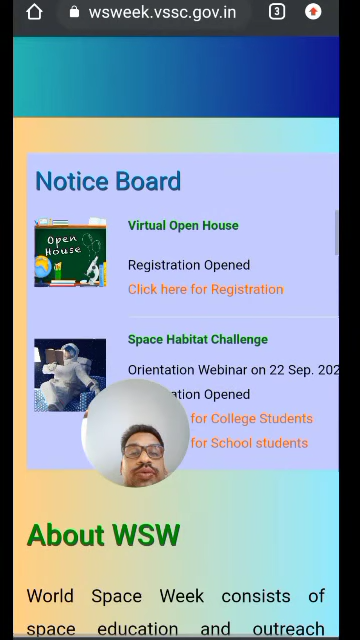 wsweek.vssc.gov.in
3
Notice Board
Open
House
Virtual Open House
Registration Opened
Click here for Registration
Space Habitat Challenge
Orientation Webinar on 22 Sep. 202
ation Opened
for College Students
for School students
About WSW
World Space Week consists of
space education and outreach